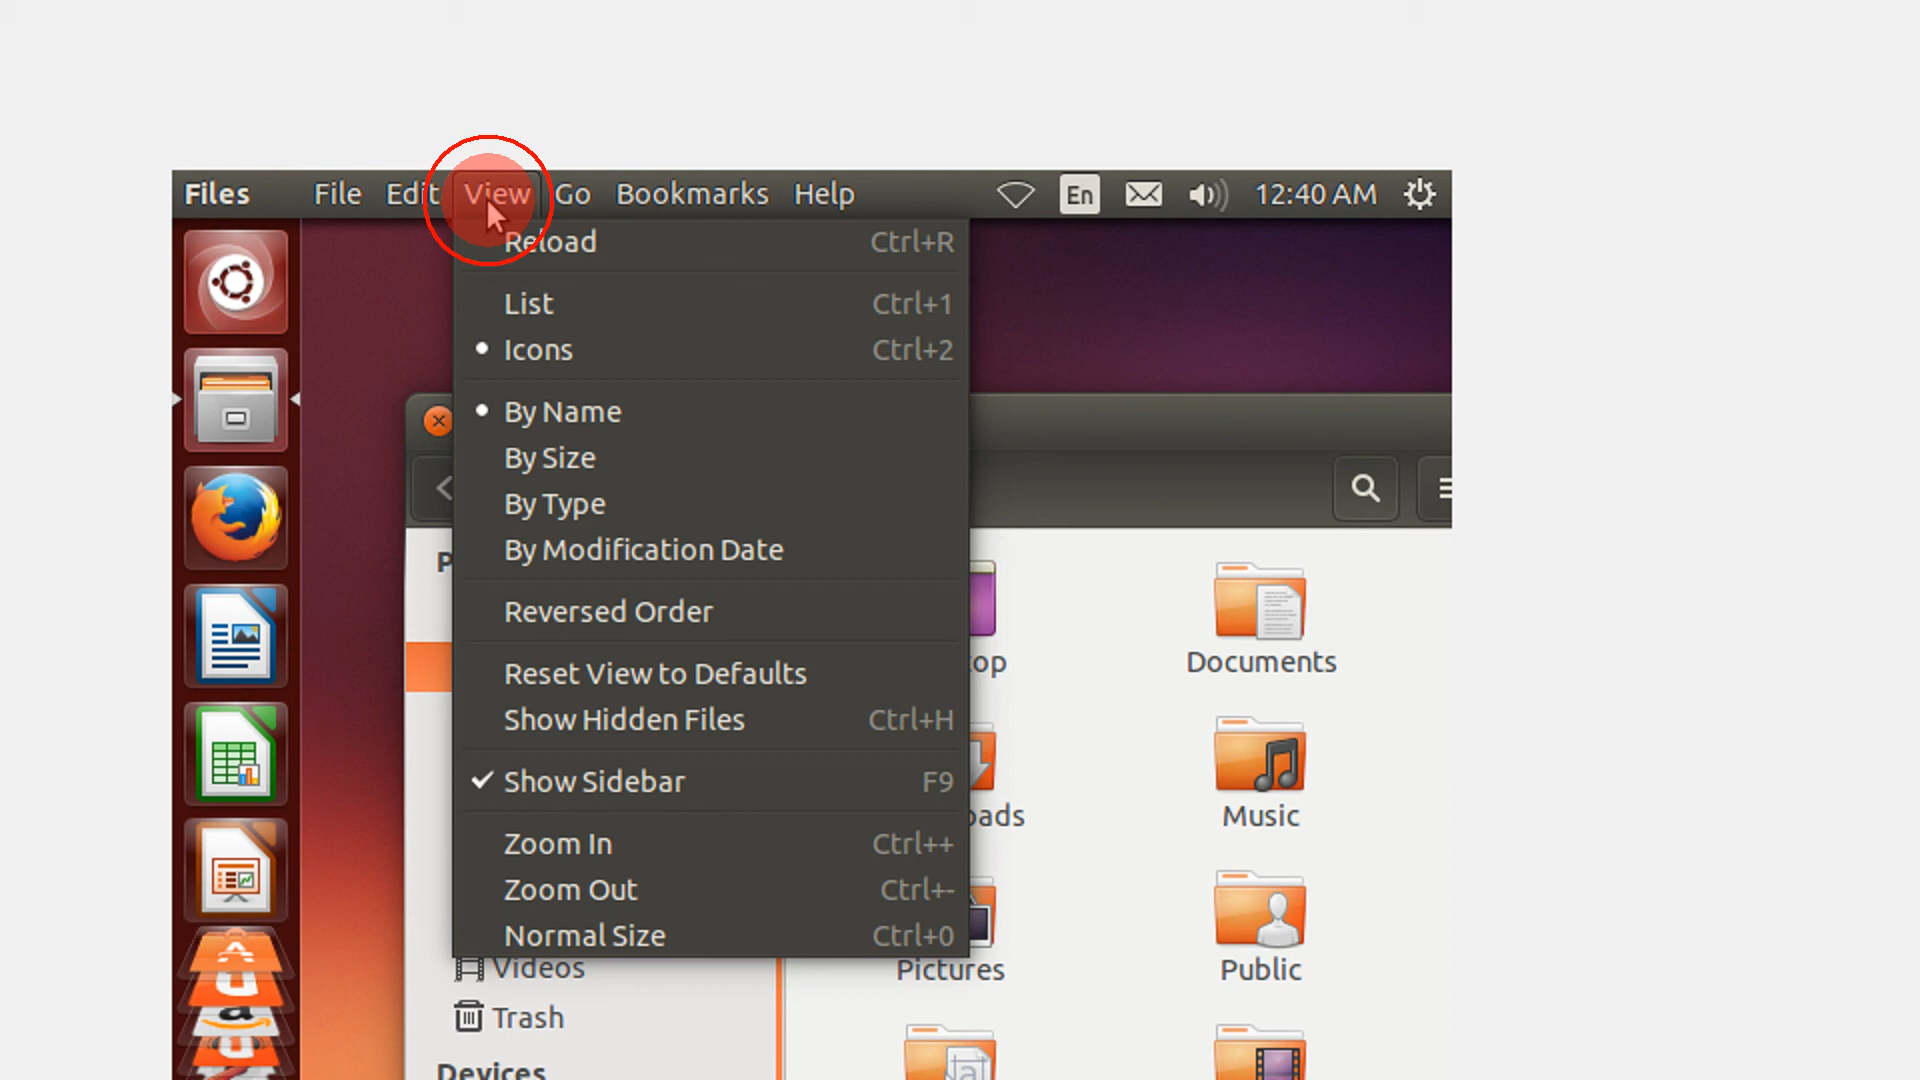 Files File Edit View Go Bookmarks Help En 12:40 AM
Reload Ctrl+R
List Ctrl+1
Icons Ctrl+2
By Name
By Size
By Type
By Modification Date
Reversed Order
Reset View to Defaults
Show Hidden Files Ctrl+H
Show Sidebar F9
Zoom In Ctrl++
Zoom Out Ctrl+-
Normal Size Ctrl+0
Documents
Music
Pictures
Public
Videos
Trash
Devices